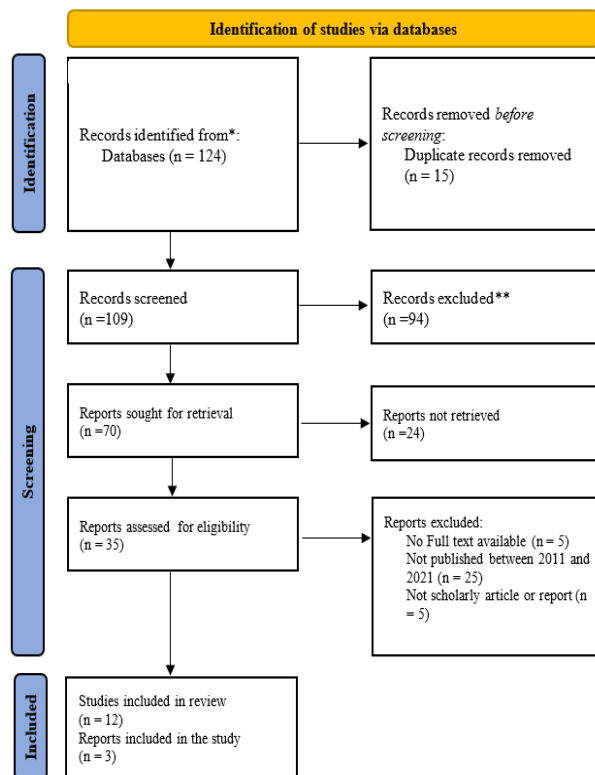 Identification of studies via databases
Identification
Records identified from*:
Databases (n = 124)
Records removed before
screening:
Duplicate records removed
(n = 15)
Screening
Records screened
(n =109)
Records excluded**
(n =94)
Reports sought for retrieval
(n =70)
Reports not retrieved
(n =24)
Reports assessed for eligibility
(n = 35)
Reports excluded:
No Full text available (n = 5)
Not published between 2011 and
2021 (n = 25)
Not scholarly article or report (n
= 5)
Included
Studies included in review
(n = 12)
Reports included in the study
(n = 3)